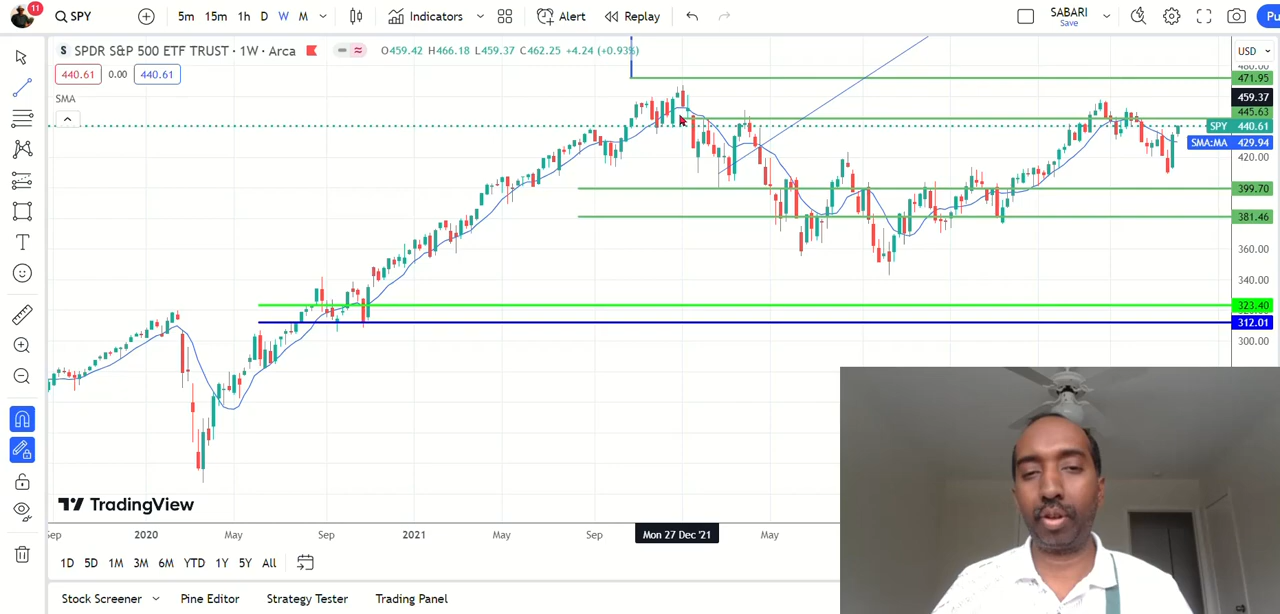 11 SPY 5m 15m 1h D W M Indicators Alert Replay SABARI Save Pu
S SPDR S&P 500 ETF TRUST · 1W · Arca O459.42 H466.18 L459.37 C462.25 +4.24 (+0.93%) USD
440.61 0.00 440.61
SMA
480.00
471.95
459.37
445.63
SPY 440.61
SMA:MA 429.94
420.00
399.70
381.46
360.00
340.00
323.40
312.01
300.00
TradingView
Sep 2020 May Sep 2021 May Sep Mon 27 Dec '21 May
1D 5D 1M 3M 6M YTD 1Y 5Y All
Stock Screener Pine Editor Strategy Tester Trading Panel